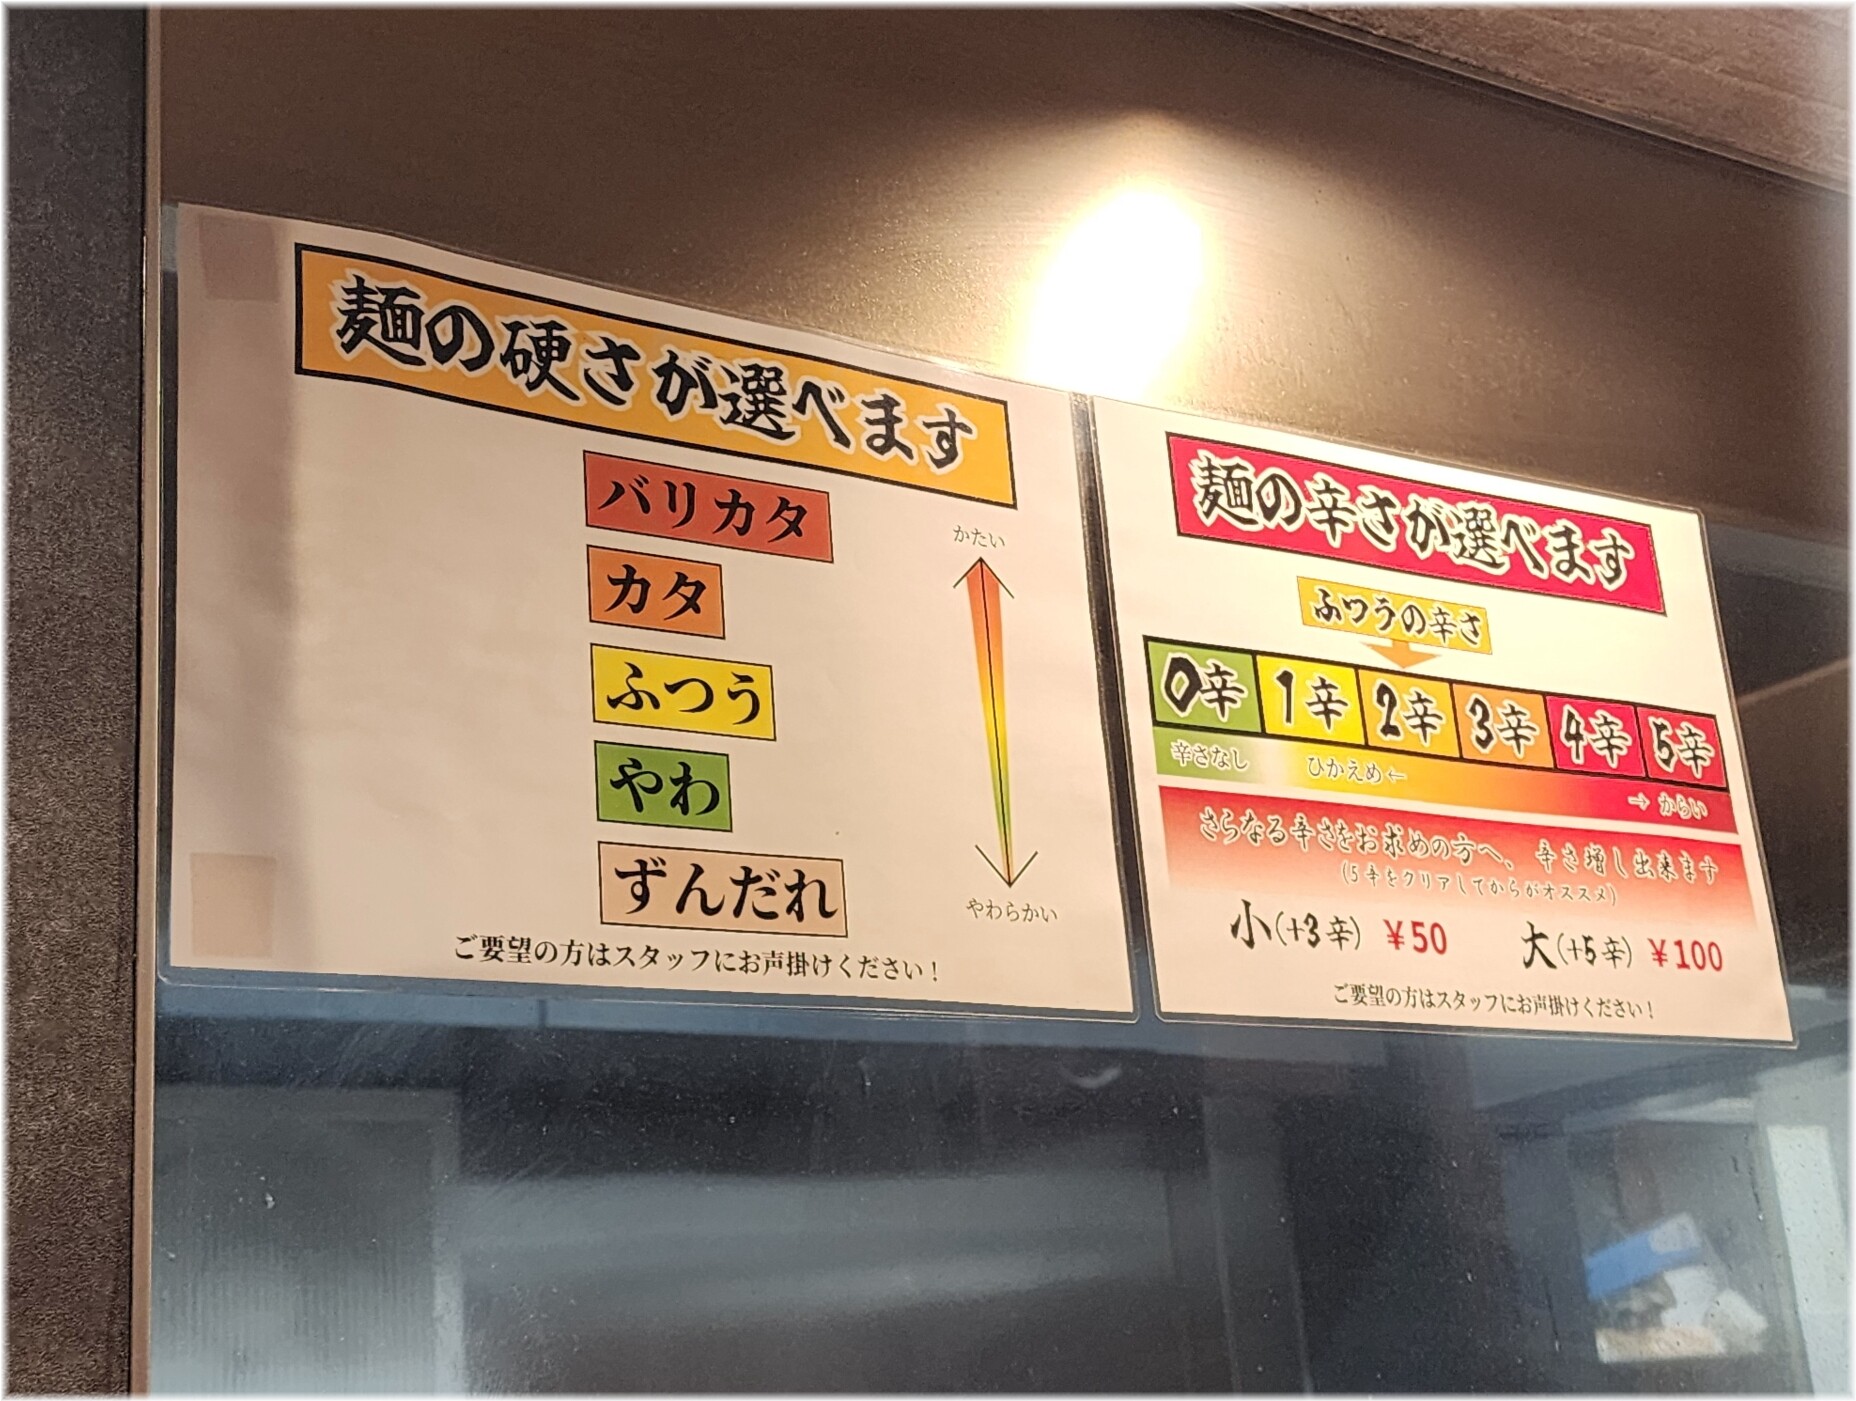 麺の硬さが選べます
バリカタ
カタ
ふつう
やわ
ずんだれ
かたい
やわらかい
ご要望の方はスタッフにお声掛けください！
麺の辛さが選べます
ふつうの辛さ
0辛 1辛 2辛 3辛 4辛 5辛
辛さなし ひかえめ← → からい
さらなる辛さをお求めの方へ、辛さ増し出来ます
(5辛をクリアしてからがオススメ)
小(+3辛) ￥50 大(+5辛) ￥100
ご要望の方はスタッフにお声掛けください！